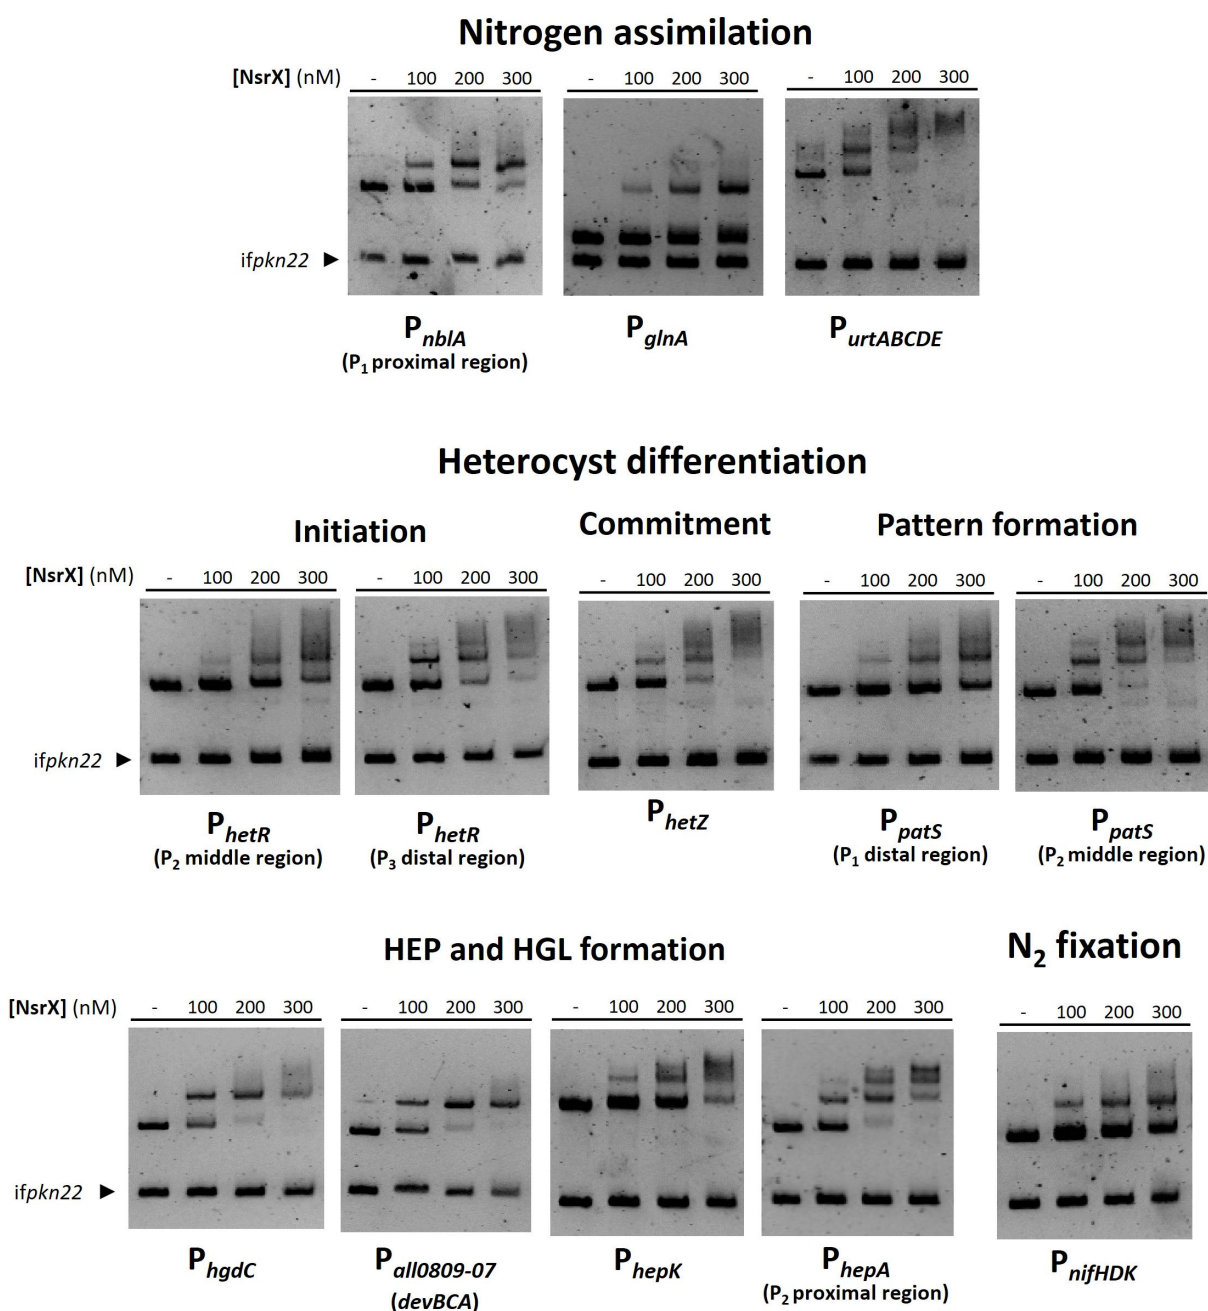 Nitrogen assimilation
[NsrX] (nM) - 100 200 300 - 100 200 300 - 100 200 300
ifpkn22 ►
PnblA PglnA PurtABCDE
(P1 proximal region)
Heterocyst differentiation
Initiation Commitment Pattern formation
[NsrX] (nM) - 100 200 300 - 100 200 300 - 100 200 300 - 100 200 300 - 100 200 300
ifpkn22 ►
PhetR PhetR PhetZ PpatS PpatS
(P2 middle region) (P3 distal region) (P1 distal region) (P2 middle region)
HEP and HGL formation N2 fixation
[NsrX] (nM) - 100 200 300 - 100 200 300 - 100 200 300 - 100 200 300 - 100 200 300
ifpkn22 ►
PhgdC Pall0809-07 PhepK PhepA PnifHDK
(devBCA) (P2 proximal region)